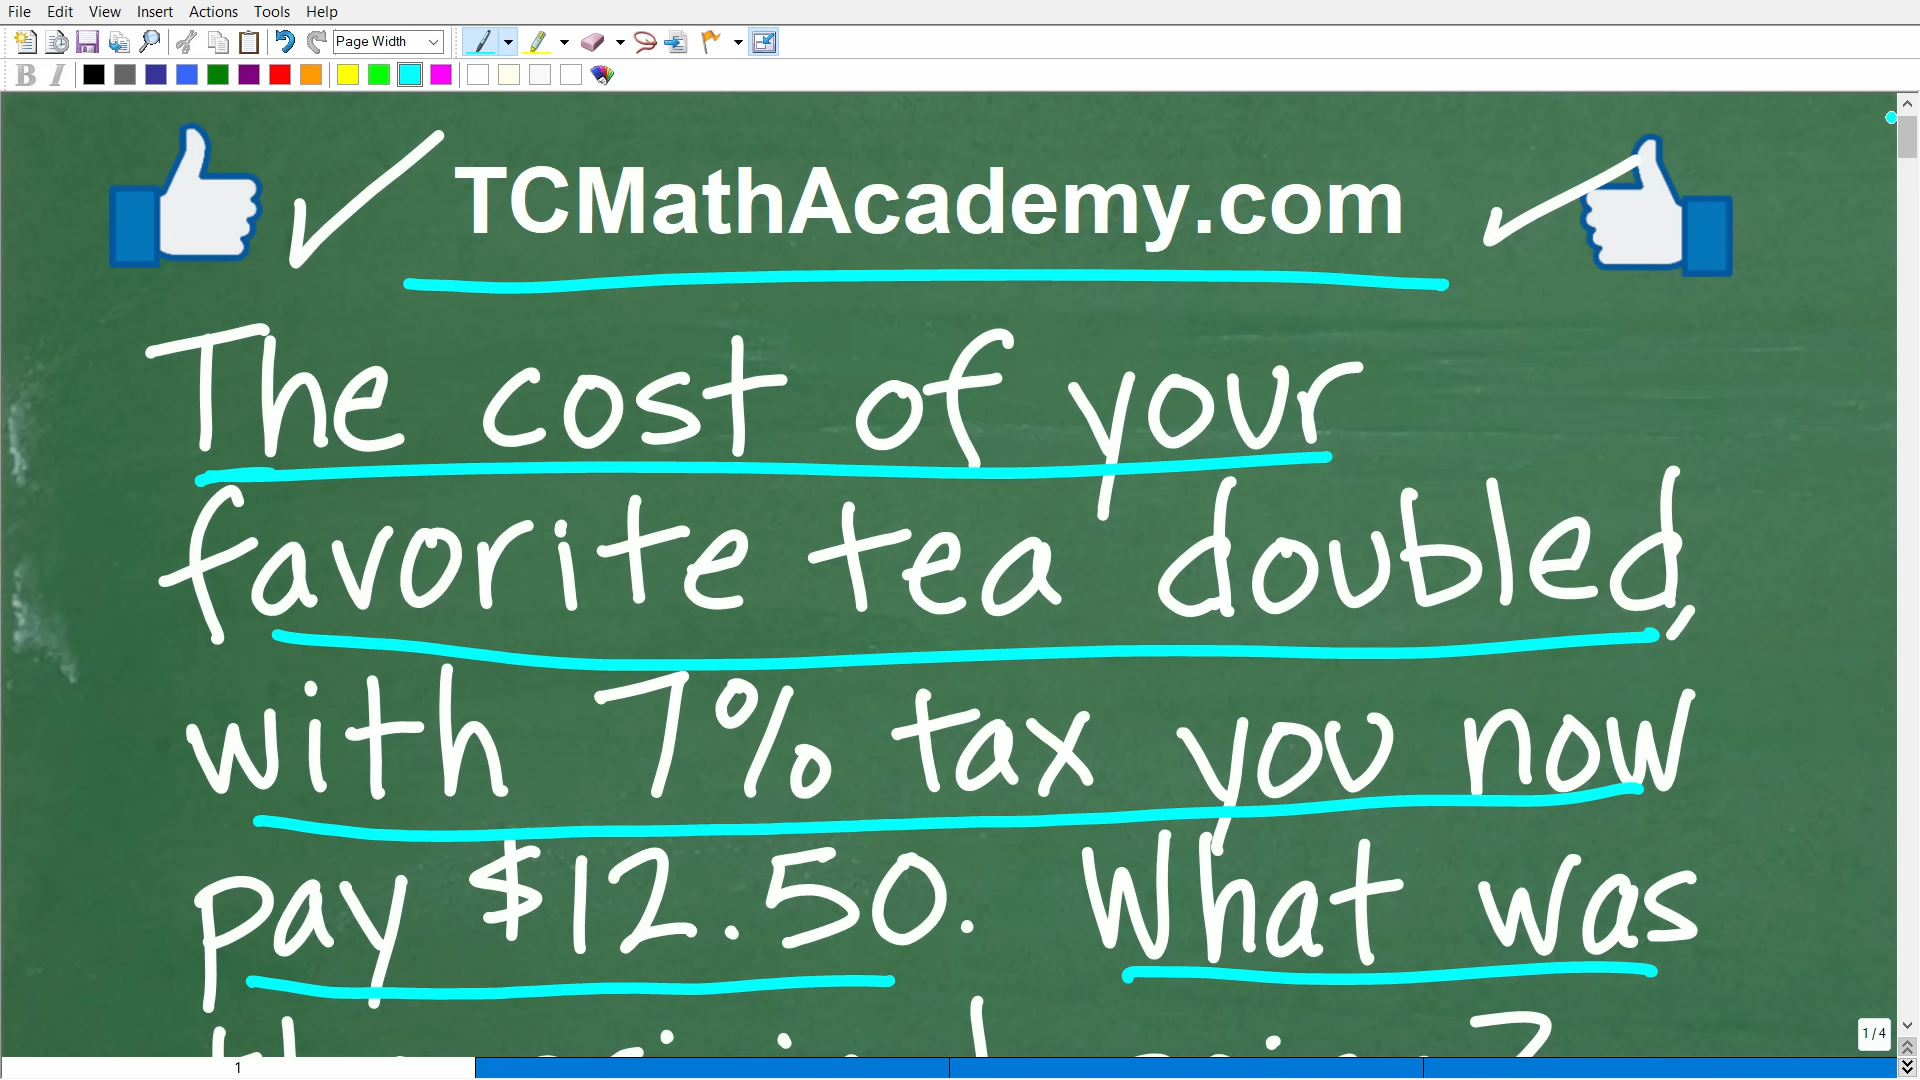 File Edit View Insert Actions Tools Help
Page Width
B I
TCMathAcademy.com
The cost of your
favorite tea doubled,
with 7% tax you now
pay $12.50. What was
1 / 4
1